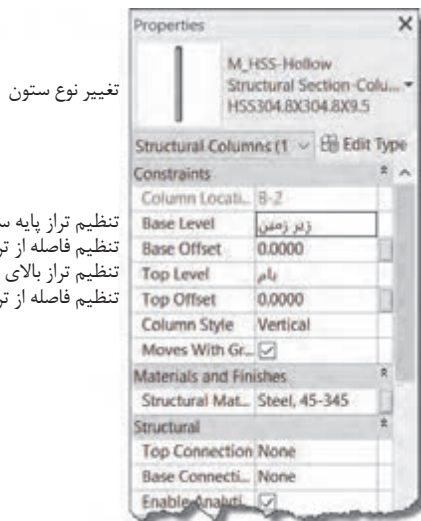 Properties
M_HSS-Hollow
Structural Section-Colu...
HSS304.8X304.8X9.5
تغییر نوع ستون
Structural Columns (1
Edit Type
Constraints
Column Locati... B-2
تنظیم تراز پایه
Base Level زیر زمین
تنظیم فاصله از
Base Offset 0.0000
تنظیم تراز بالای
Top Level بام
تنظیم فاصله از
Top Offset 0.0000
Column Style Vertical
Moves With Gr...
Materials and Finishes
Structural Mat... Steel, 45-345
Structural
Top Connection None
Base Connecti... None
Enable Analyti...